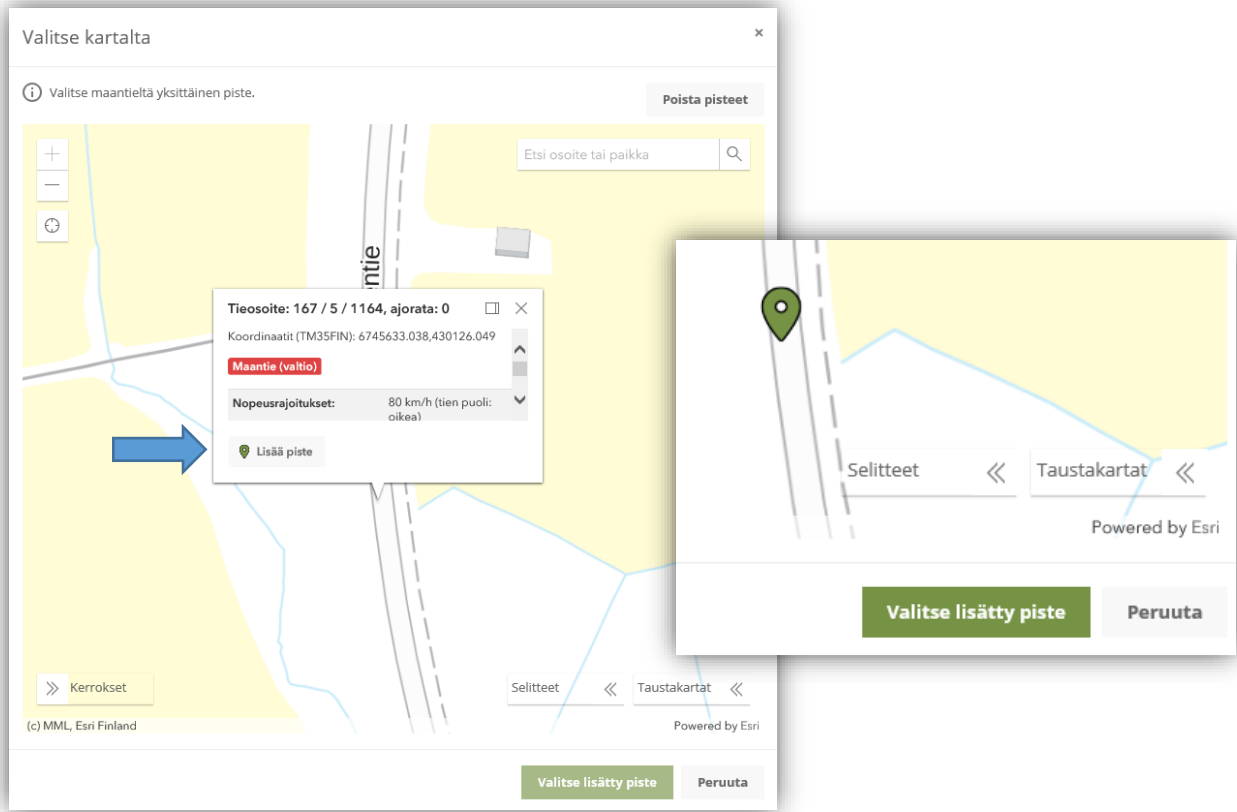 Valitse kartalta
×
Valitse maantieltä yksittäinen piste.
Poista pisteet
Etsi osoite tai paikka
ntie
Tieosoite: 167 / 5 / 1164, ajorata: 0
Koordinaatit (TM35FIN): 6745633.038,430126.049
Maantie (valtio)
Nopeusrajoitukset: 80 km/h (tien puoli:
oikea)
Lisää piste
Kerrokset
Selitteet
Taustakartat
(c) MML, Esri Finland
Powered by Esri
Valitse lisätty piste
Peruuta
Selitteet
Taustakartat
Powered by Esri
Valitse lisätty piste
Peruuta